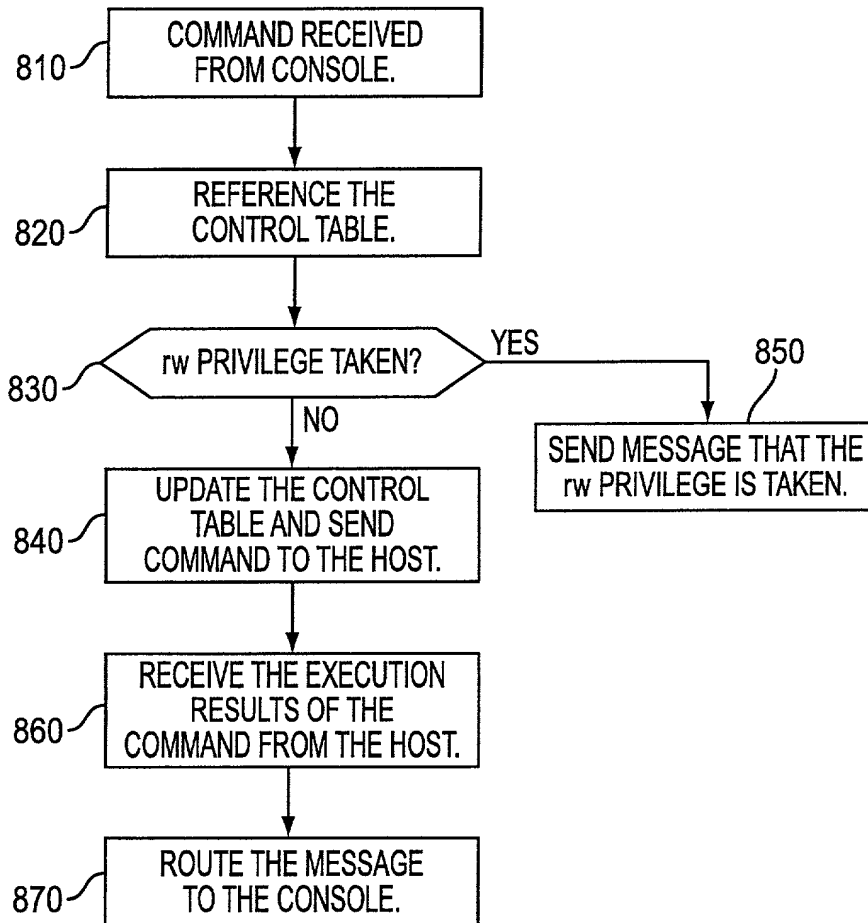 810
COMMAND RECEIVED
FROM CONSOLE.
820
REFERENCE THE
CONTROL TABLE.
830
rw PRIVILEGE TAKEN?
YES
NO
850
SEND MESSAGE THAT THE
rw PRIVILEGE IS TAKEN.
840
UPDATE THE CONTROL
TABLE AND SEND
COMMAND TO THE HOST.
860
RECEIVE THE EXECUTION
RESULTS OF THE
COMMAND FROM THE HOST.
870
ROUTE THE MESSAGE
TO THE CONSOLE.